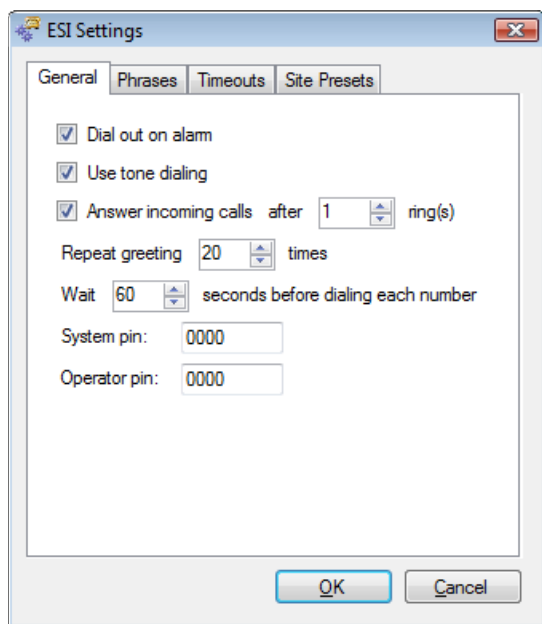 ESI Settings
General Phrases Timeouts Site Presets
Dial out on alarm
Use tone dialing
Answer incoming calls after 1 ring(s)
Repeat greeting 20 times
Wait 60 seconds before dialing each number
System pin: 0000
Operator pin: 0000
OK Cancel